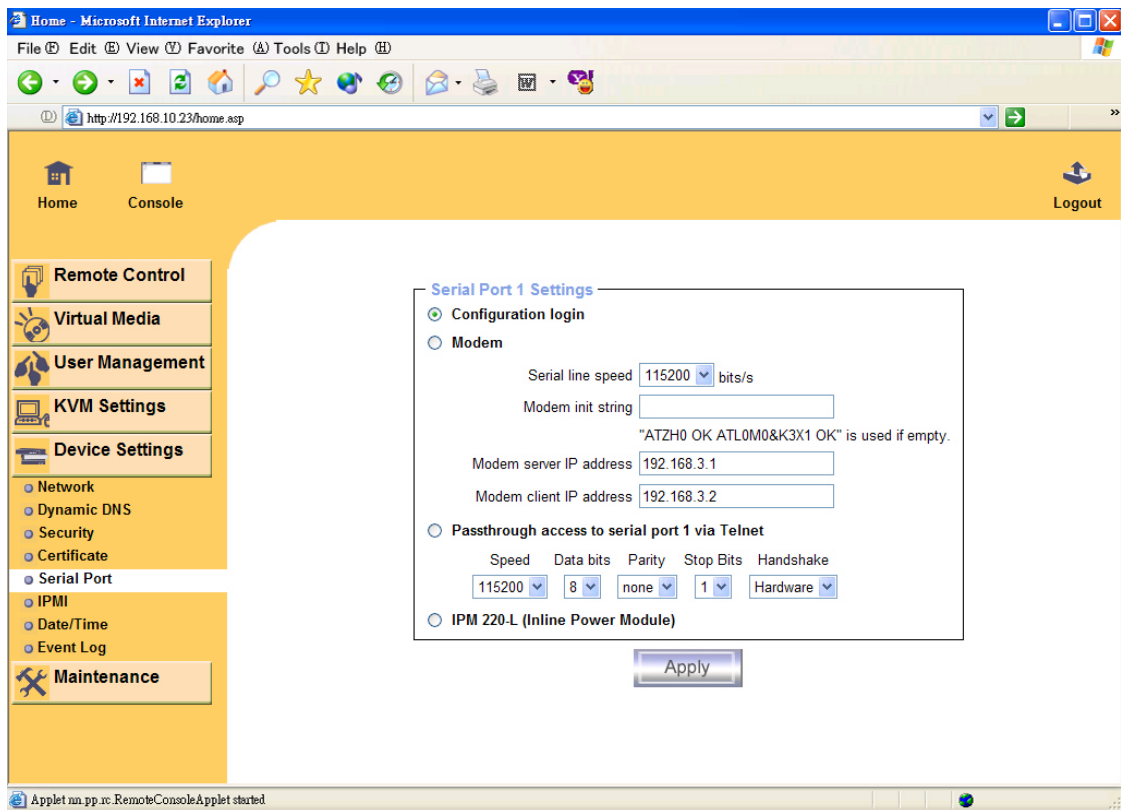 Home - Microsoft Internet Explorer
File (F) Edit (E) View (V) Favorite (A) Tools (T) Help (H)
(D) http://192.168.10.23/home.asp »
Home Console Logout
Remote Control
Virtual Media
User Management
KVM Settings
Device Settings
Network
Dynamic DNS
Security
Certificate
Serial Port
IPMI
Date/Time
Event Log
Maintenance
Serial Port 1 Settings
Configuration login
Modem
Serial line speed 115200 bits/s
Modem init string
"ATZH0 OK ATL0M0&K3X1 OK" is used if empty.
Modem server IP address 192.168.3.1
Modem client IP address 192.168.3.2
Passthrough access to serial port 1 via Telnet
Speed Data bits Parity Stop Bits Handshake
115200 8 none 1 Hardware
IPM 220-L (Inline Power Module)
Apply
Applet nn.pp.rc.RemoteConsoleApplet started